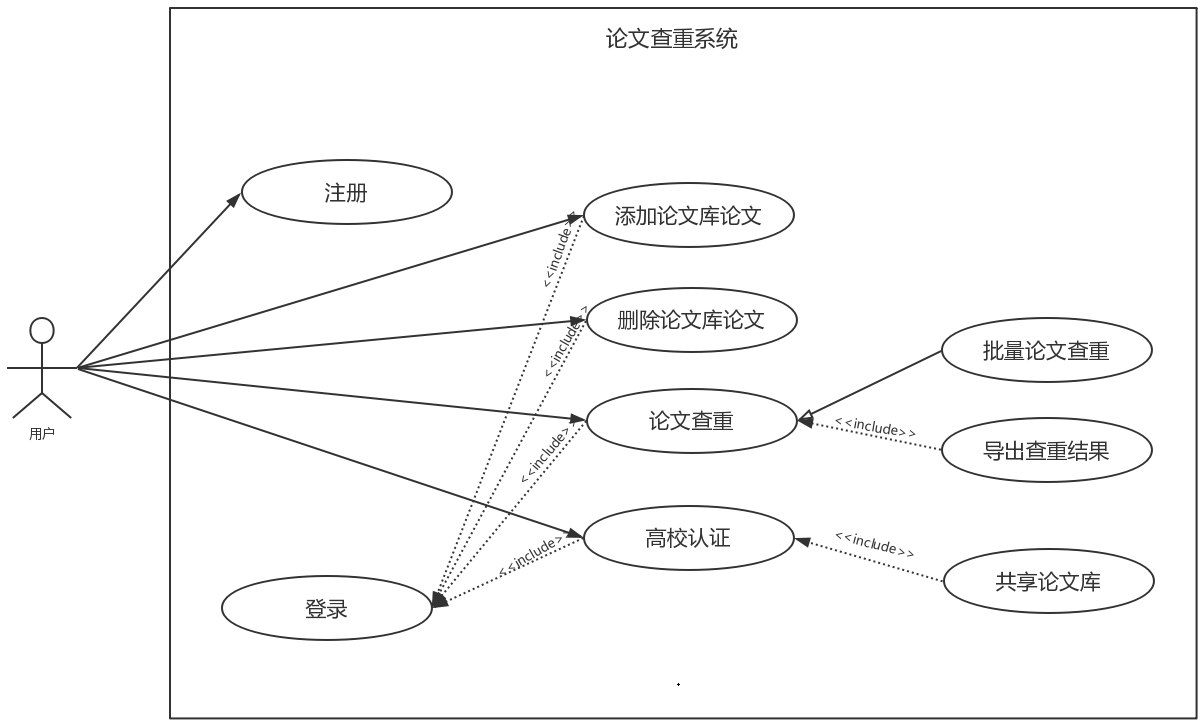 论文查重系统
注册
添加论文库论文
<<include>>
删除论文库论文
<<include>>
批量论文查重
用户
论文查重
<<include>>
<<include>
导出查重结果
高校认证
<<include>
<<include>>
共享论文库
登录